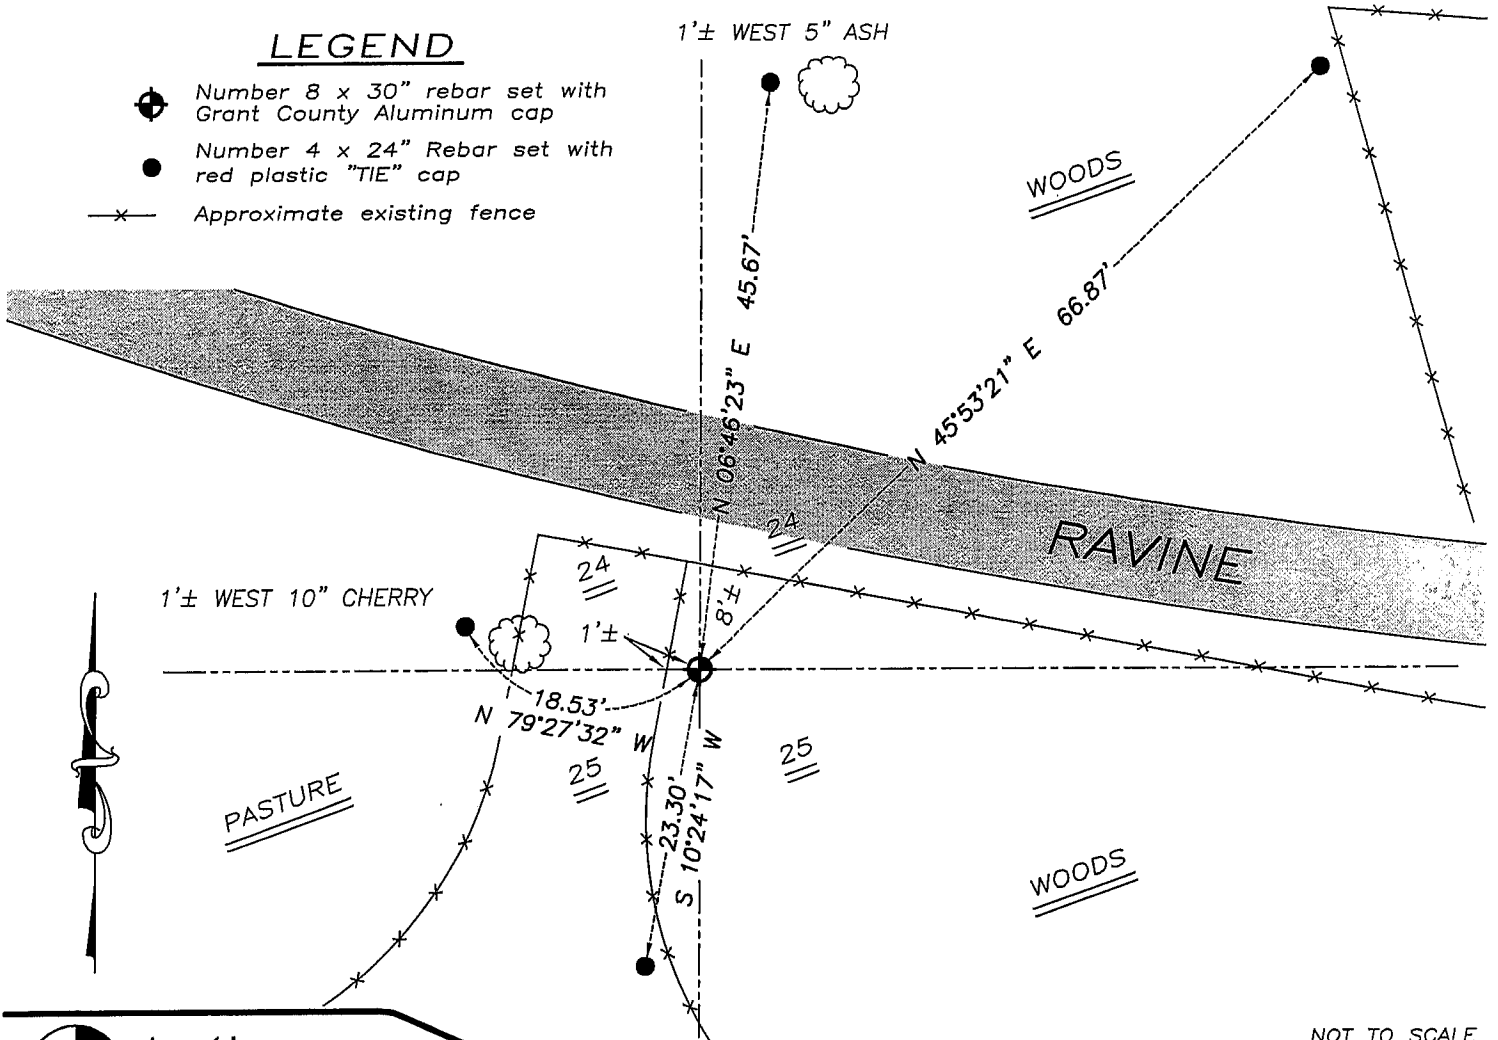 LEGEND
Number 8 x 30" rebar set with
Grant County Aluminum cap
Number 4 x 24" Rebar set with
red plastic "TIE" cap
Approximate existing fence
1'± WEST 5" ASH
WOODS
N 06°46'23" E 45.67'
N 45°53'21" E 66.87'
RAVINE
24
24
1'± WEST 10" CHERRY
1'±
8'±
18.53'
N 79°27'32" W
25
25
23.30'
S 10°24'17" W
PASTURE
WOODS
NOT TO SCALE